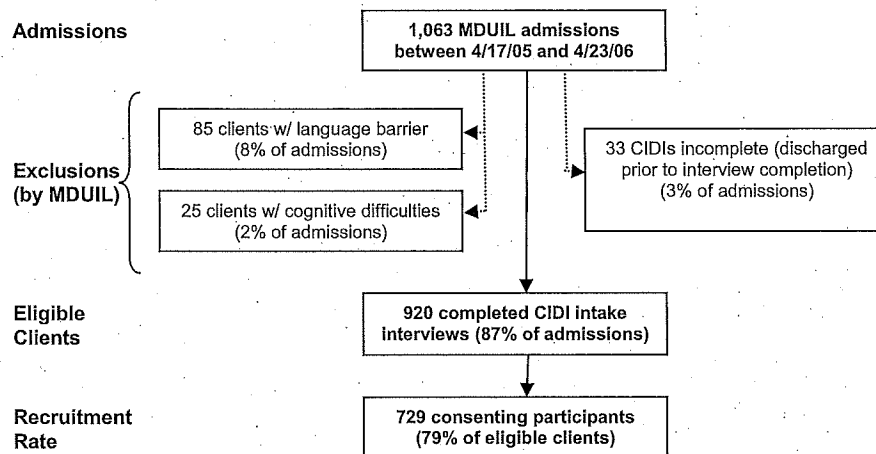 Admissions
1,063 MDUIL admissions
between 4/17/05 and 4/23/06
Exclusions
(by MDUIL)
85 clients w/ language barrier
(8% of admissions)
25 clients w/ cognitive difficulties
(2% of admissions)
33 CIDIs incomplete (discharged
prior to interview completion)
(3% of admissions)
Eligible
Clients
920 completed CIDI intake
interviews (87% of admissions)
Recruitment
Rate
729 consenting participants
(79% of eligible clients)